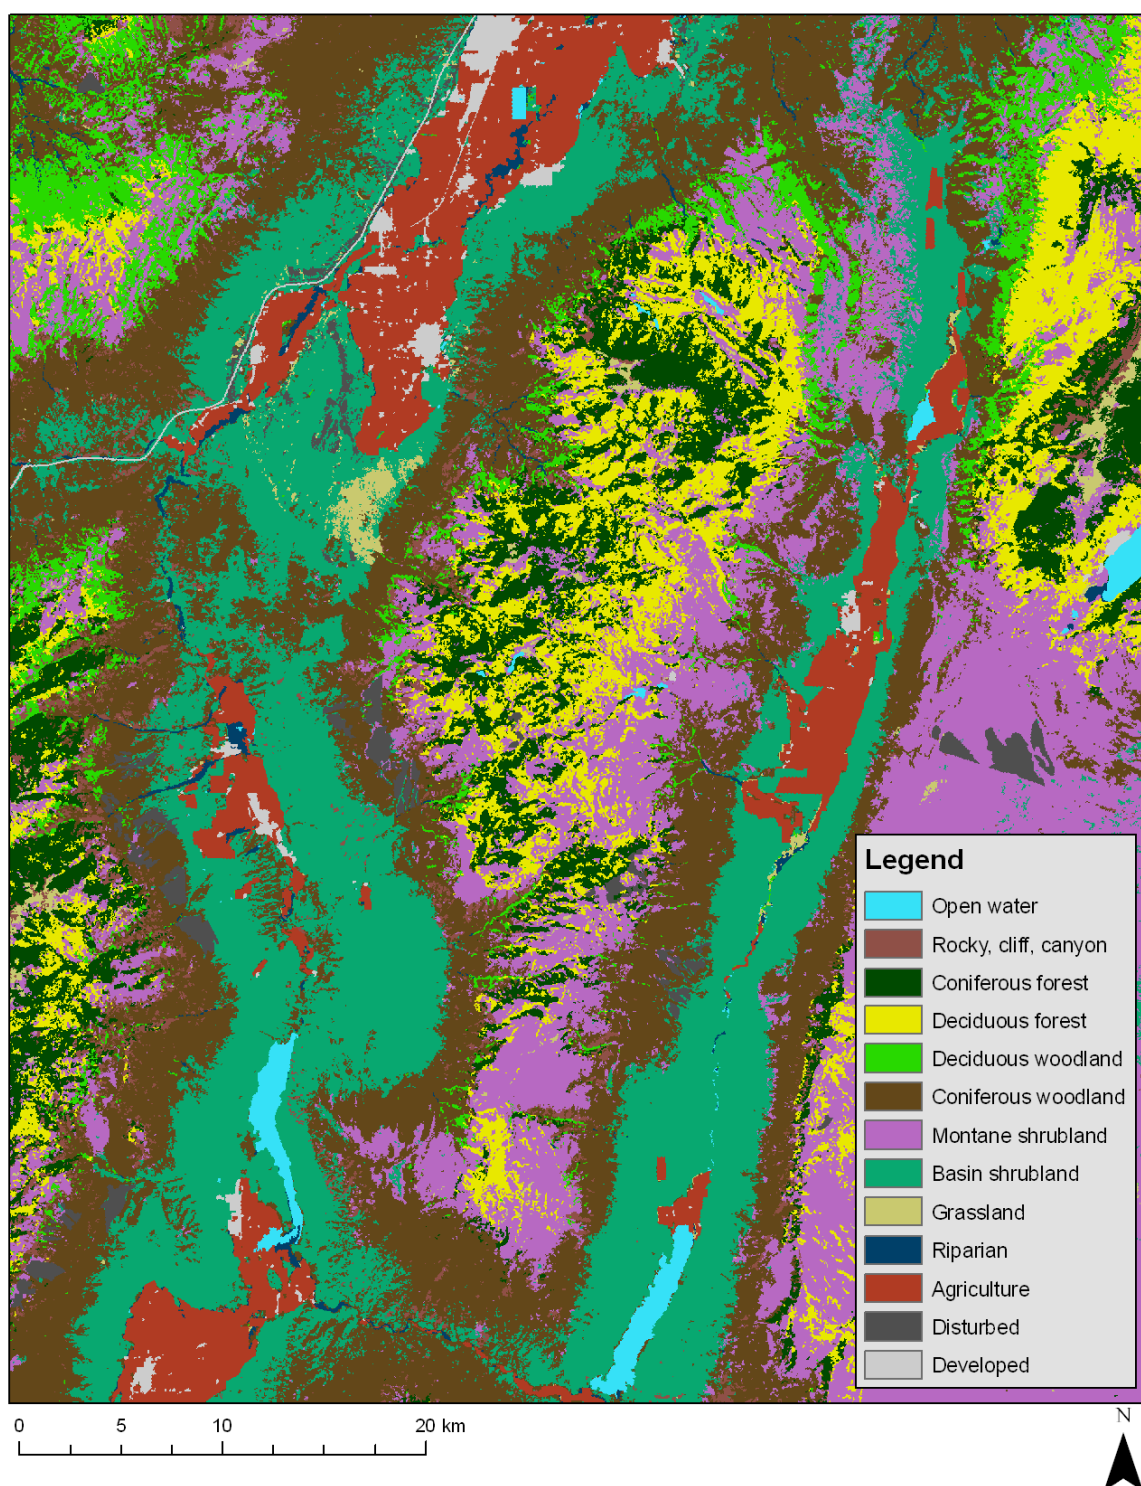 Legend
Open water
Rocky, cliff, canyon
Coniferous forest
Deciduous forest
Deciduous woodland
Coniferous woodland
Montane shrubland
Basin shrubland
Grassland
Riparian
Agriculture
Disturbed
Developed
0 5 10 20 km
N